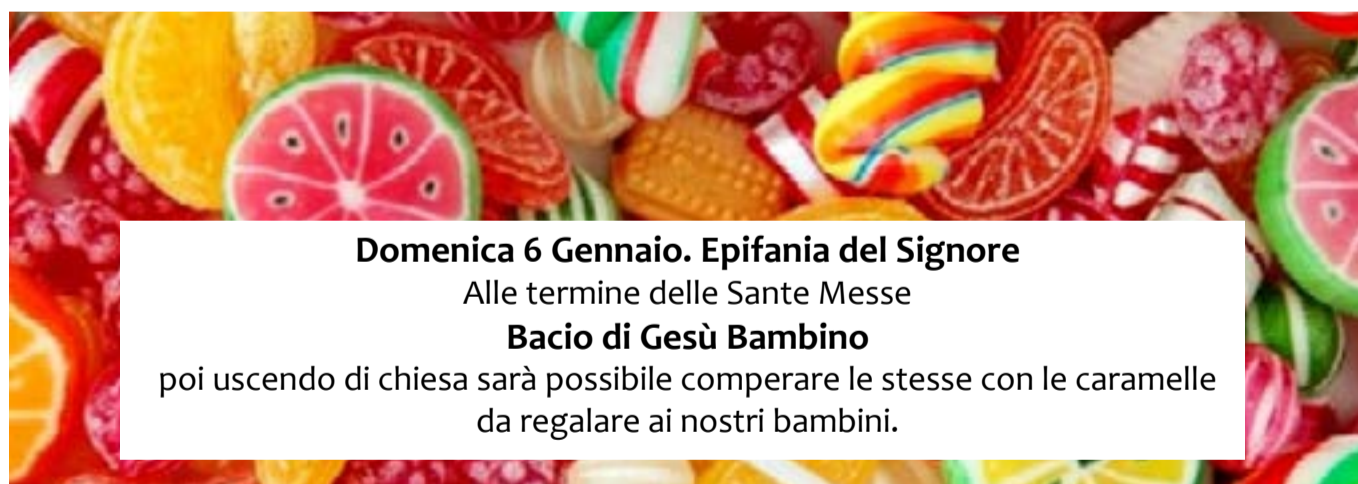 Domenica 6 Gennaio. Epifania del Signore
Alle termine delle Sante Messe
Bacio di Gesù Bambino
poi uscendo di chiesa sarà possibile comperare le stesse con le caramelle
da regalare ai nostri bambini.